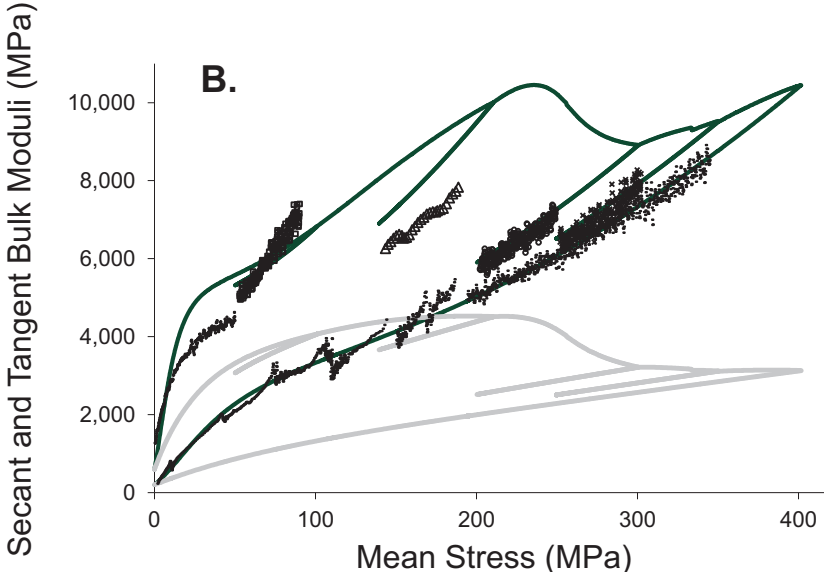 B.
Secant and Tangent Bulk Moduli (MPa)
10,000
8,000
6,000
4,000
2,000
0
0 100 200 300 400
Mean Stress (MPa)